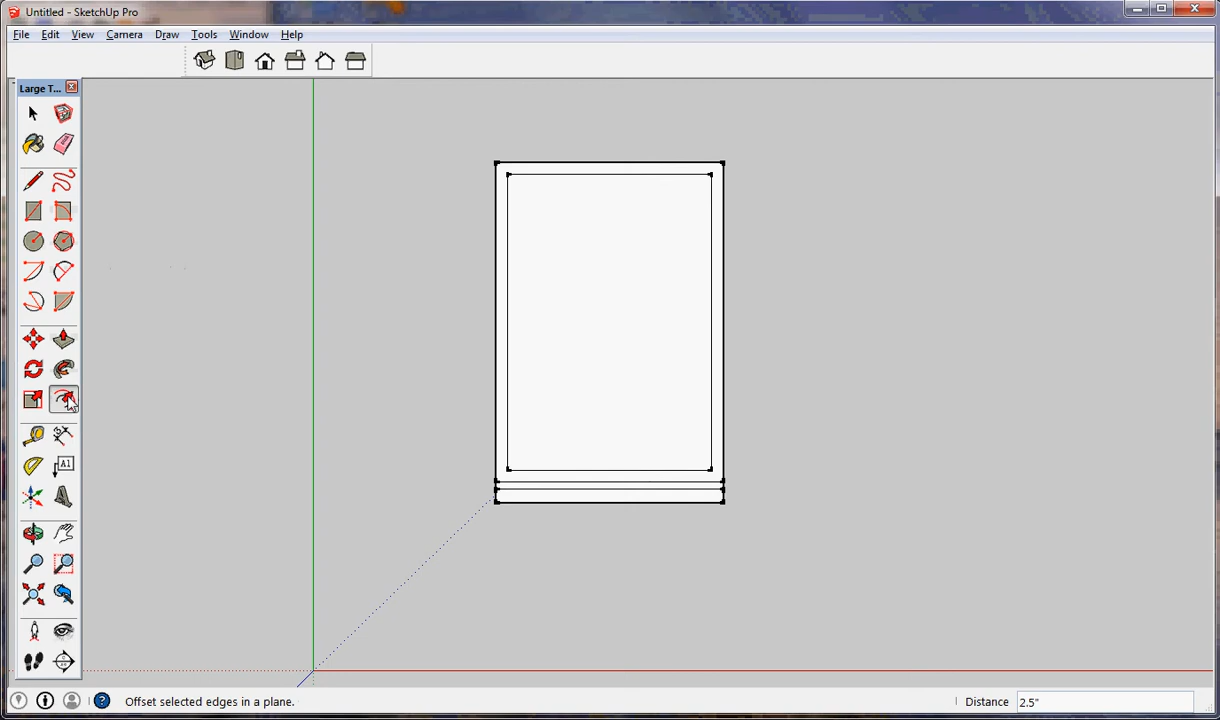 Untitled - SketchUp Pro
File Edit View Camera Draw Tools Window Help
Large T...
A1
Offset selected edges in a plane.
Distance 2.5"